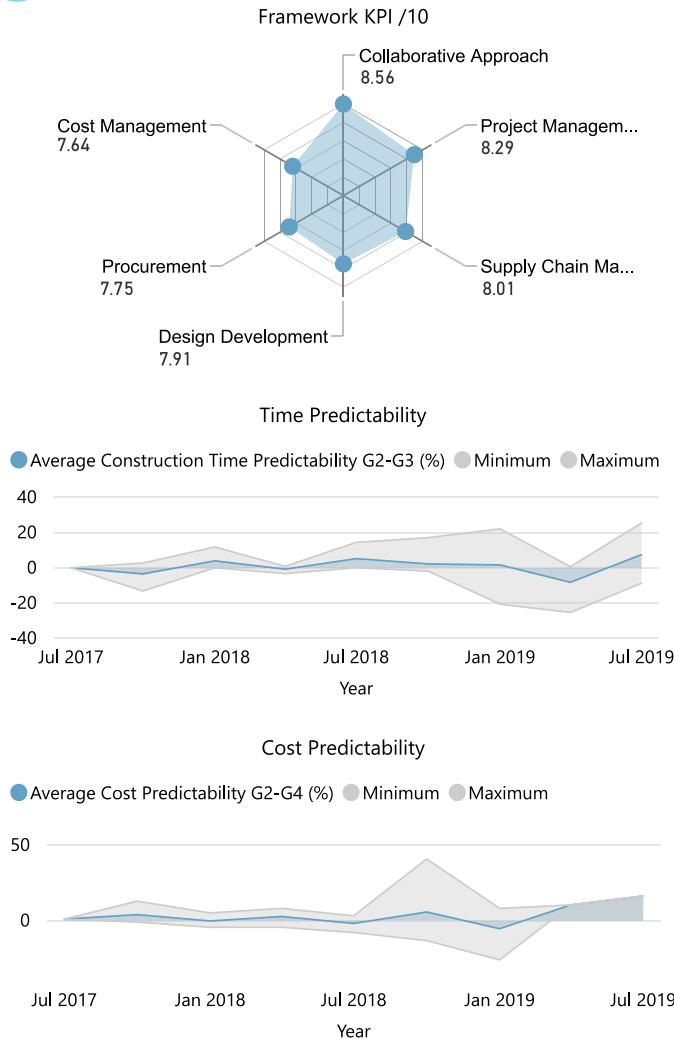 Framework KPI /10
Collaborative Approach
8.56
Cost Management
7.64
Project Managem...
8.29
Procurement
7.75
Supply Chain Ma...
8.01
Design Development
7.91
Time Predictability
Average Construction Time Predictability G2-G3 (%) Minimum Maximum
40
20
0
-20
-40
Jul 2017 Jan 2018 Jul 2018 Jan 2019 Jul 2019
Year
Cost Predictability
Average Cost Predictability G2-G4 (%) Minimum Maximum
50
0
Jul 2017 Jan 2018 Jul 2018 Jan 2019 Jul 2019
Year